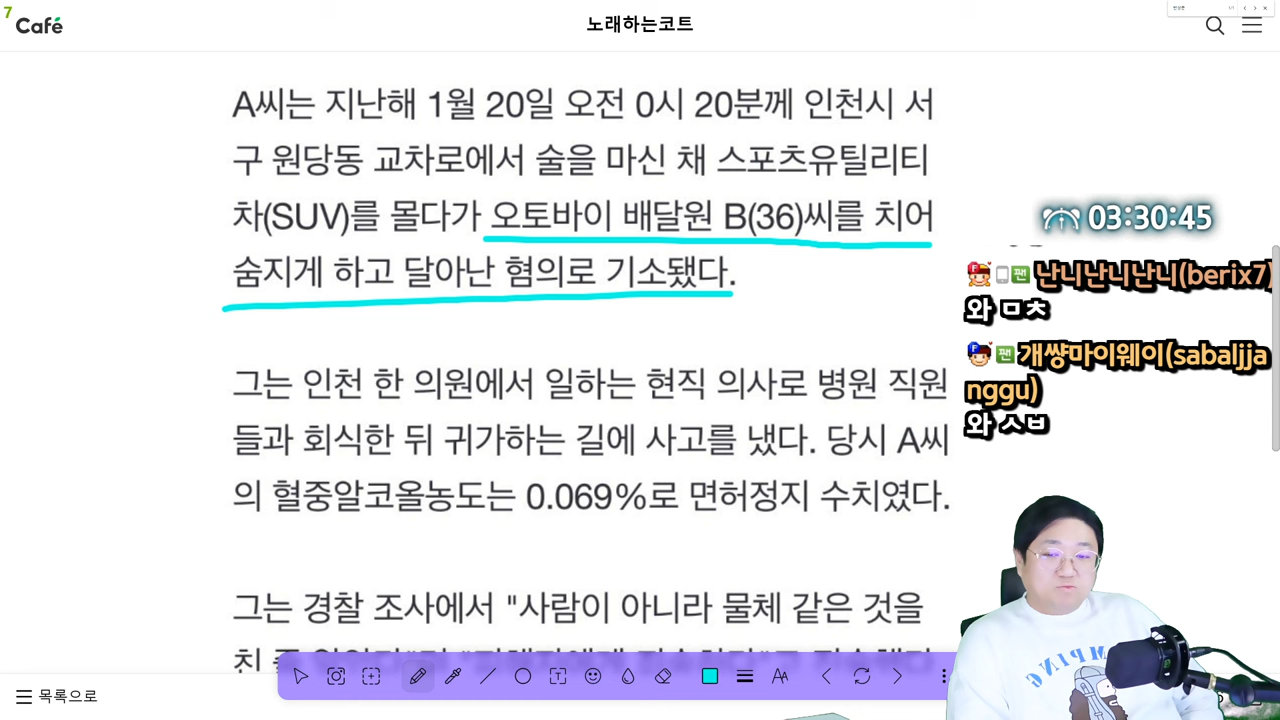 7
Café
노래하는코트
A씨는 지난해 1월 20일 오전 0시 20분께 인천시 서
구 원당동 교차로에서 술을 마신 채 스포츠유틸리티
차(SUV)를 몰다가 오토바이 배달원 B(36)씨를 치어
숨지게 하고 달아난 혐의로 기소됐다.
그는 인천 한 의원에서 일하는 현직 의사로 병원 직원
들과 회식한 뒤 귀가하는 길에 사고를 냈다. 당시 A씨
의 혈중알코올농도는 0.069%로 면허정지 수치였다.
그는 경찰 조사에서 "사람이 아니라 물체 같은 것을
친
목록으로
03:30:45
난니난니난니(berix7)
와 ㅁㅊ
개썅마이웨이(sabaljja
nggu)
와 ㅅㅂ